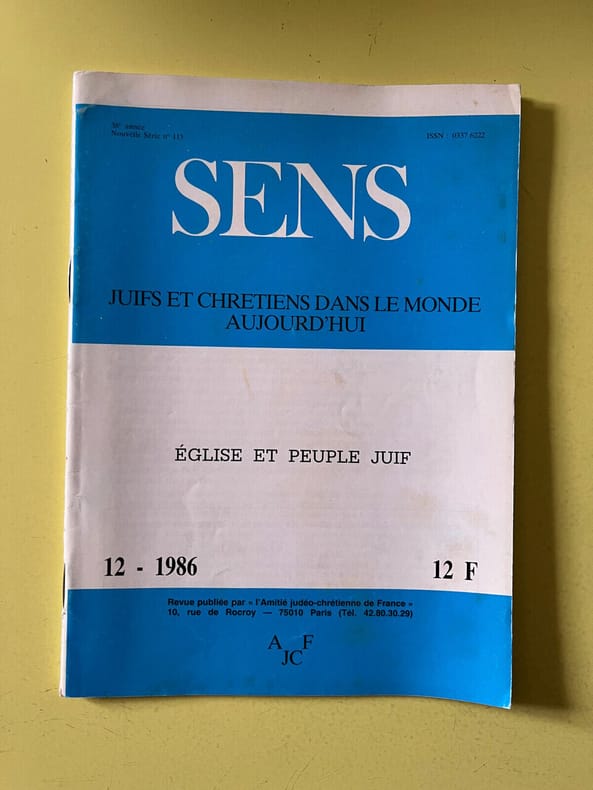 38e année
Nouvelle Série n° 115
ISSN : 0337.6222
SENS
JUIFS ET CHRETIENS DANS LE MONDE
AUJOURD'HUI
ÉGLISE ET PEUPLE JUIF
12 - 1986
12 F
Revue publiée par « l'Amitié judéo-chrétienne de France »
10, rue de Rocroy — 75010 Paris (Tél. 42.80.30.29)
A F
JC